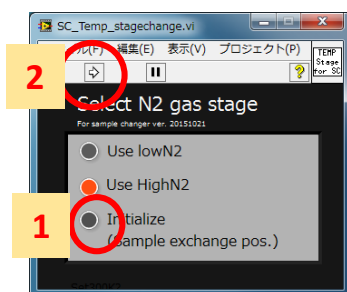 SC_Temp_stagechange.vi
ル(F) 編集(E) 表示(V) プロジェクト(P)
TEMP
Stage
for SC
2
Select N2 gas stage
For sample changer ver. 20151021
Use lowN2
Use HighN2
1
Initialize
(Sample exchange pos.)